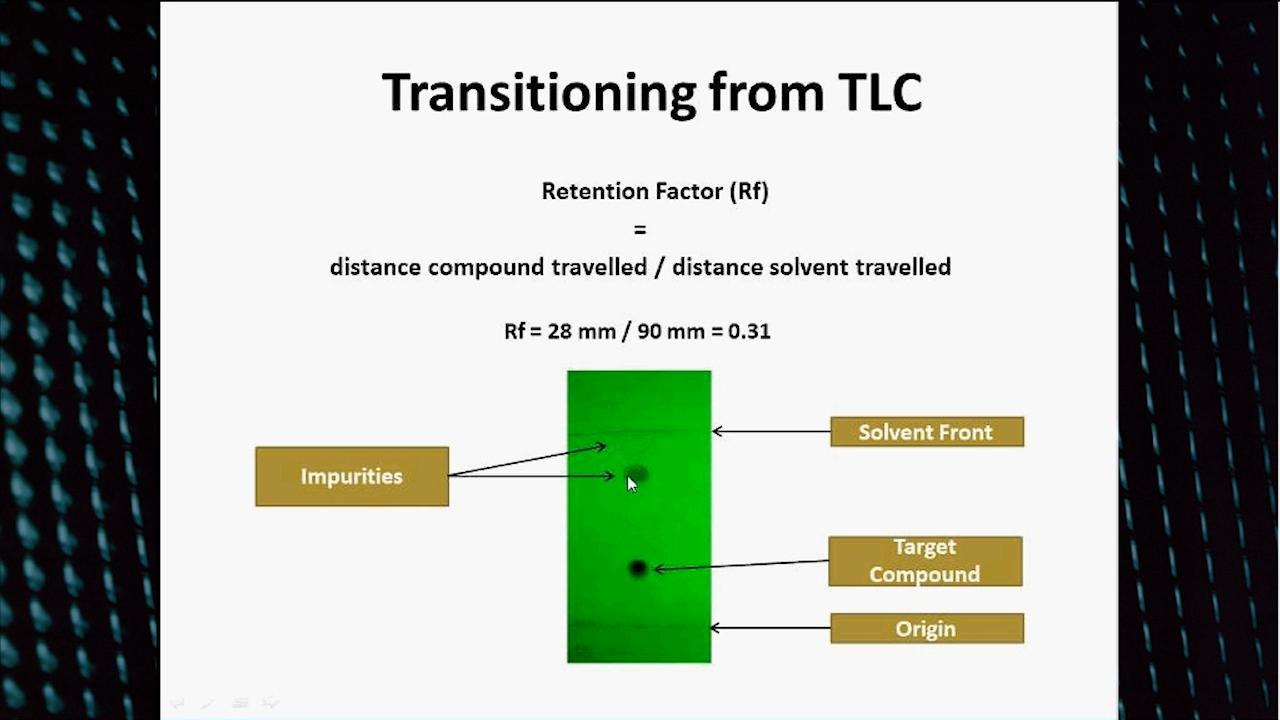 Transitioning from TLC
Retention Factor (Rf)
=
distance compound travelled / distance solvent travelled
Rf = 28 mm / 90 mm = 0.31
Solvent Front
Impurities
Target
Compound
Origin